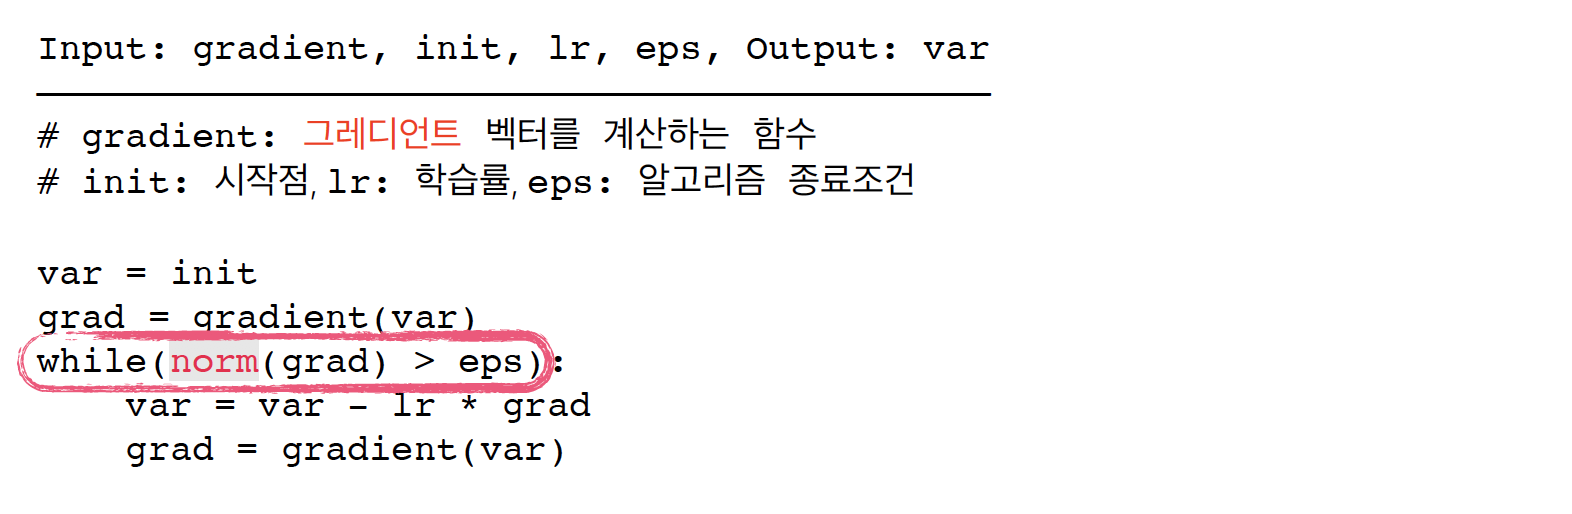 Input: gradient, init, lr, eps, Output: var
# gradient: 그레디언트 벡터를 계산하는 함수
# init: 시작점, lr: 학습률, eps: 알고리즘 종료조건
var = init
grad = gradient(var)
while(norm(grad) > eps):
    var = var - lr * grad
    grad = gradient(var)